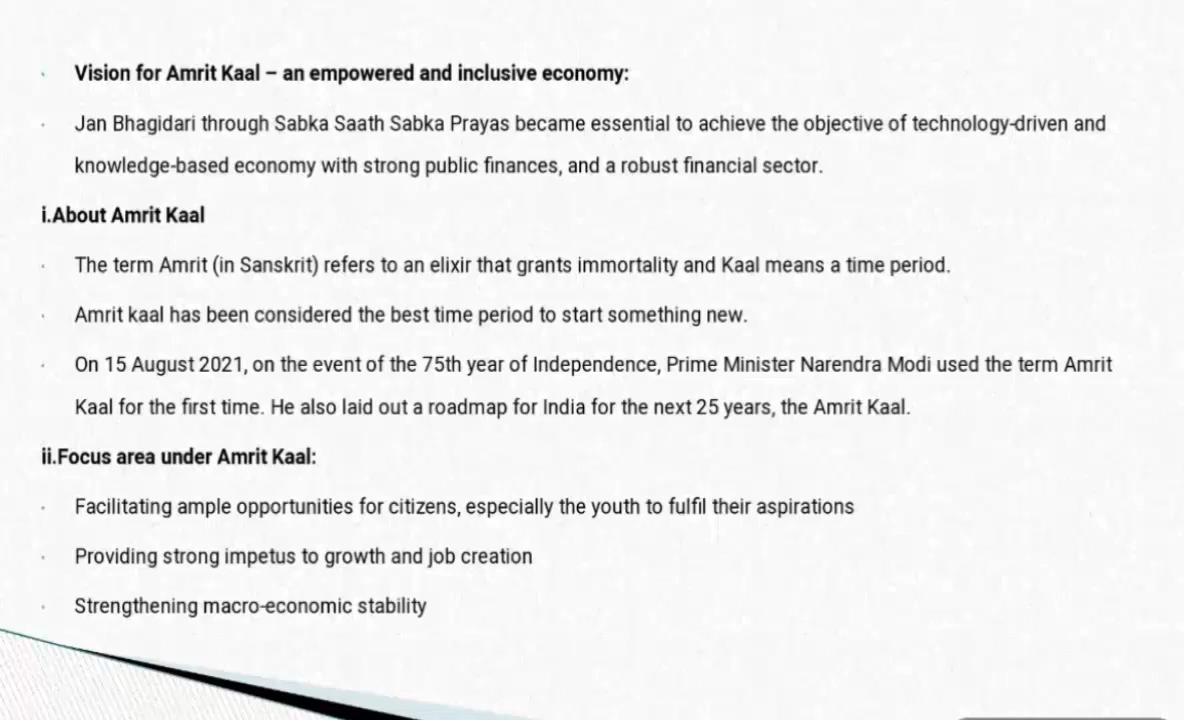 · Vision for Amrit Kaal – an empowered and inclusive economy:
· Jan Bhagidari through Sabka Saath Sabka Prayas became essential to achieve the objective of technology-driven and
knowledge-based economy with strong public finances, and a robust financial sector.
i.About Amrit Kaal
· The term Amrit (in Sanskrit) refers to an elixir that grants immortality and Kaal means a time period.
· Amrit kaal has been considered the best time period to start something new.
· On 15 August 2021, on the event of the 75th year of Independence, Prime Minister Narendra Modi used the term Amrit
Kaal for the first time. He also laid out a roadmap for India for the next 25 years, the Amrit Kaal.
ii.Focus area under Amrit Kaal:
· Facilitating ample opportunities for citizens, especially the youth to fulfil their aspirations
· Providing strong impetus to growth and job creation
· Strengthening macro-economic stability